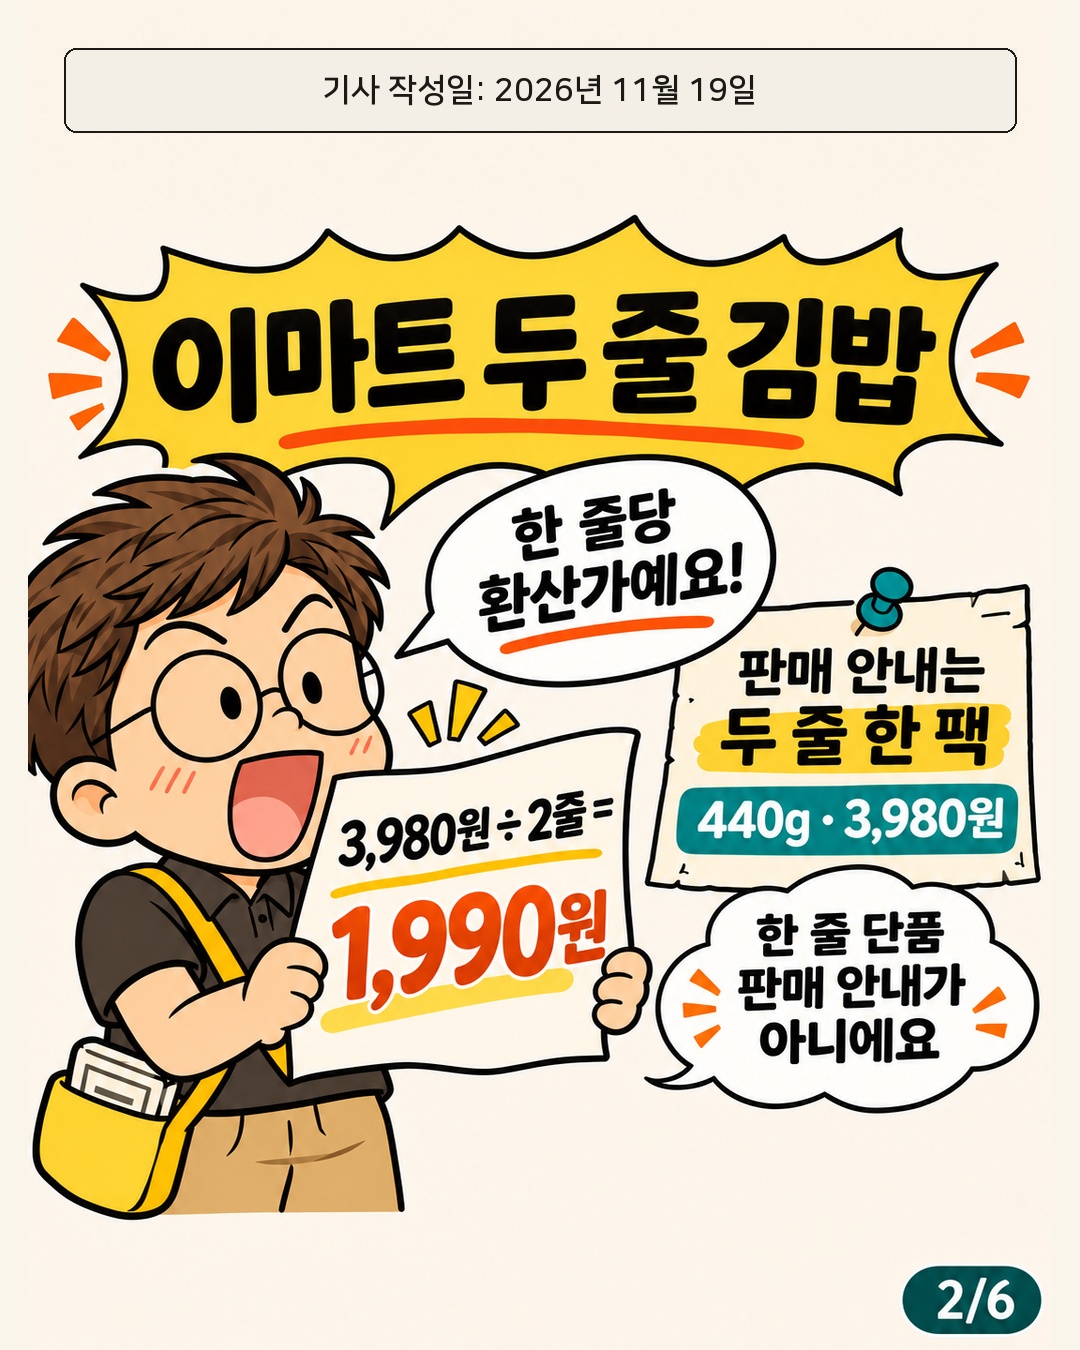 기사 작성일: 2026년 11월 19일
이마트 두 줄 김밥
한 줄당
환산가예요!
판매 안내는
두 줄 한 팩
440g · 3,980원
3,980원 ÷ 2줄 =
1,990원
한 줄 단품
판매 안내가
아니에요
2/6